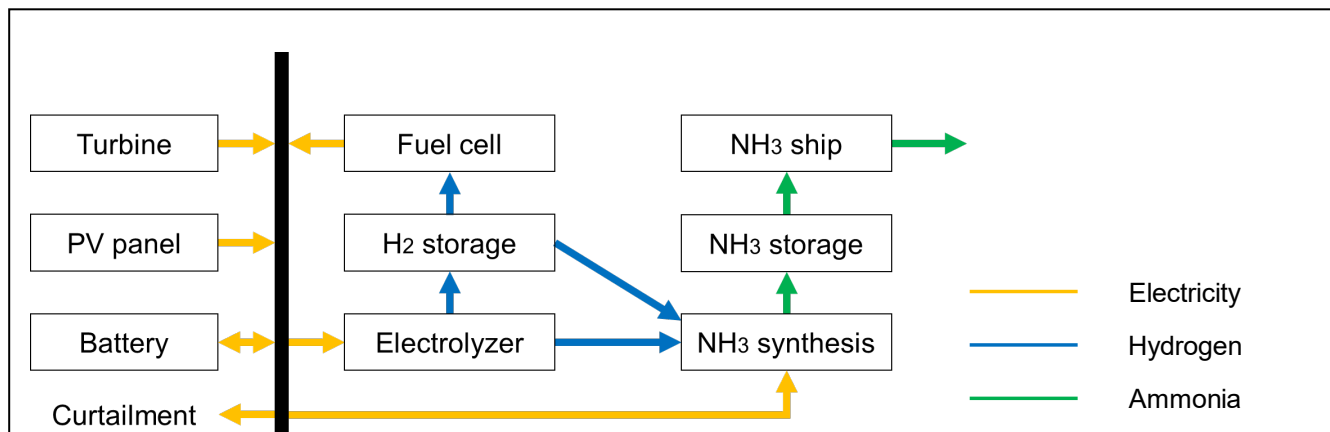 Turbine
Fuel cell
NH3 ship
PV panel
H2 storage
NH3 storage
Battery
Electrolyzer
NH3 synthesis
Curtailment
Electricity
Hydrogen
Ammonia